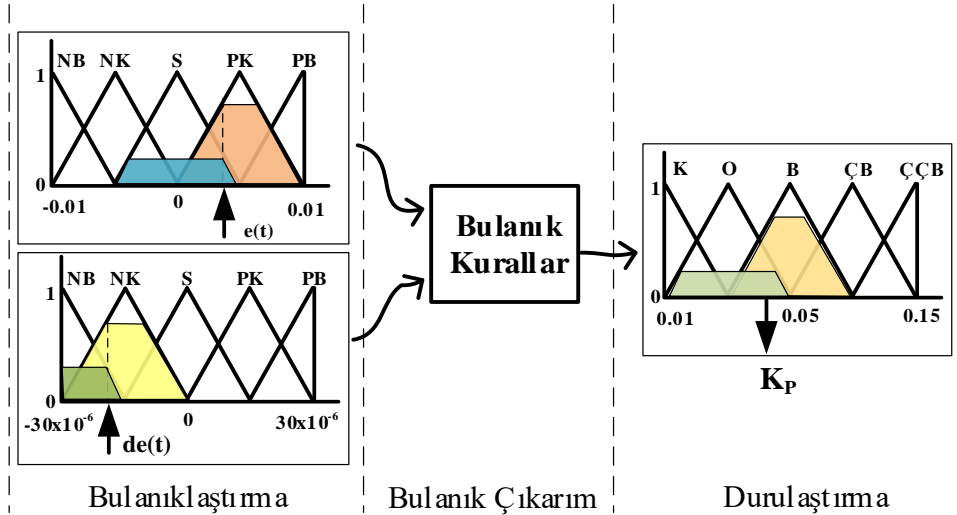 NB NK S PK PB
1
0
-0.01 0 0.01
e(t)
NB NK S PK PB
1
0
-30x10⁻⁶ 0 30x10⁻⁶
de(t)
Bulanık
Kurallar
K O B ÇB ÇÇB
1
0
0.01 0.05 0.15
K_P
Bulanıklaştırma
Bulanık Çıkarım
Durulaştırma